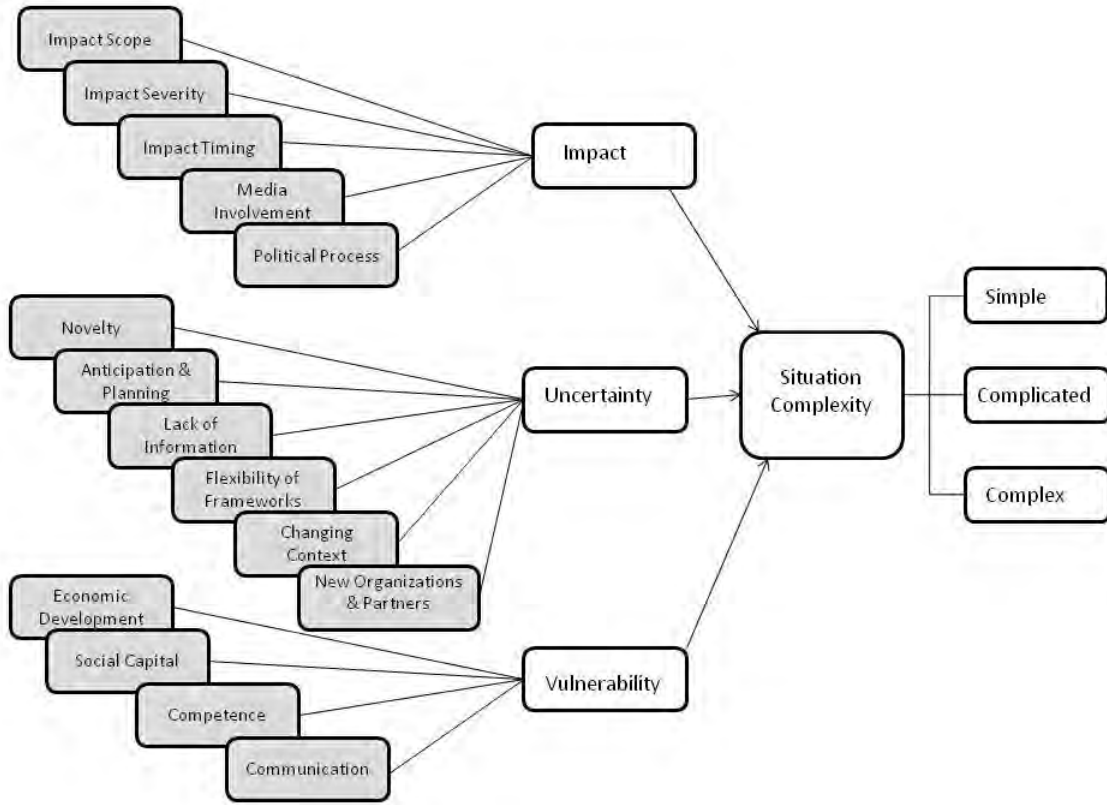 Impact Scope
Impact Severity
Impact Timing
Media
Involvement
Political Process
Impact
Novelty
Anticipation &
Planning
Lack of
Information
Flexibility of
Frameworks
Changing
Context
New Organizations
& Partners
Uncertainty
Economic
Development
Social Capital
Competence
Communication
Vulnerability
Situation
Complexity
Simple
Complicated
Complex